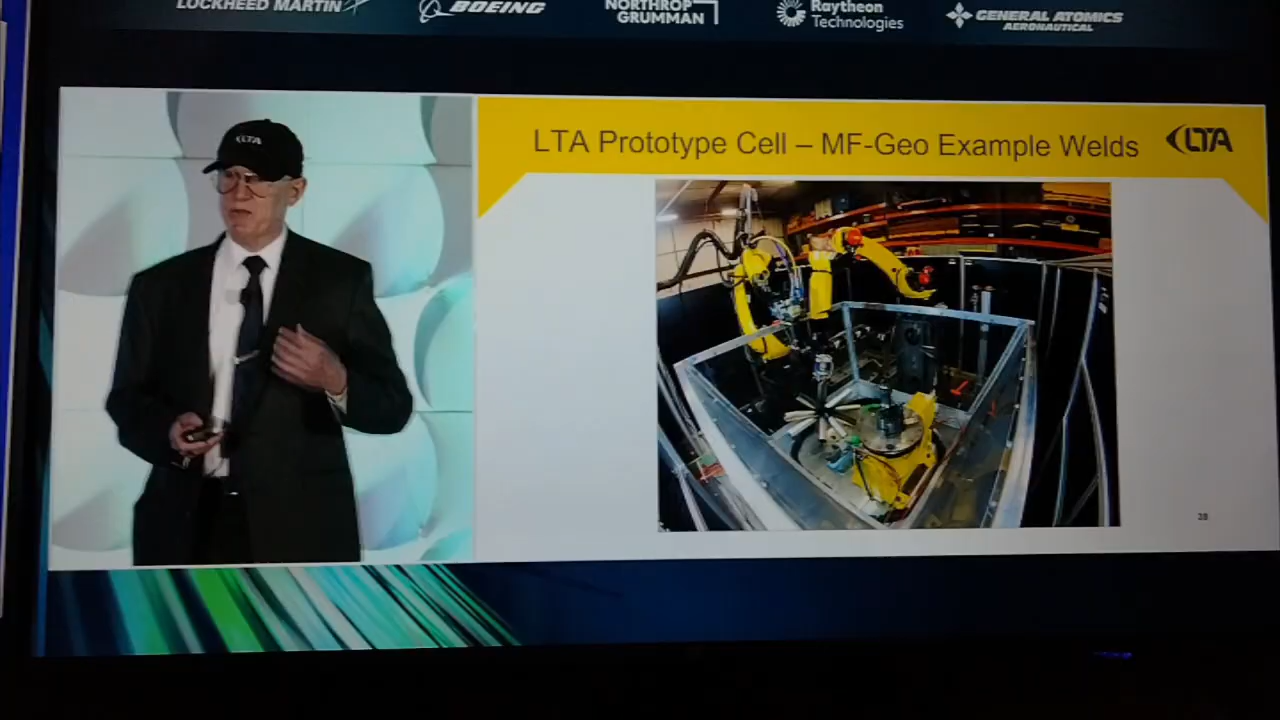 LOCKHEED MARTIN
BOEING
NORTHROP
GRUMMAN
Raytheon
Technologies
GENERAL ATOMICS
AERONAUTICAL
LTA Prototype Cell – MF-Geo Example Welds
LTA
LTA